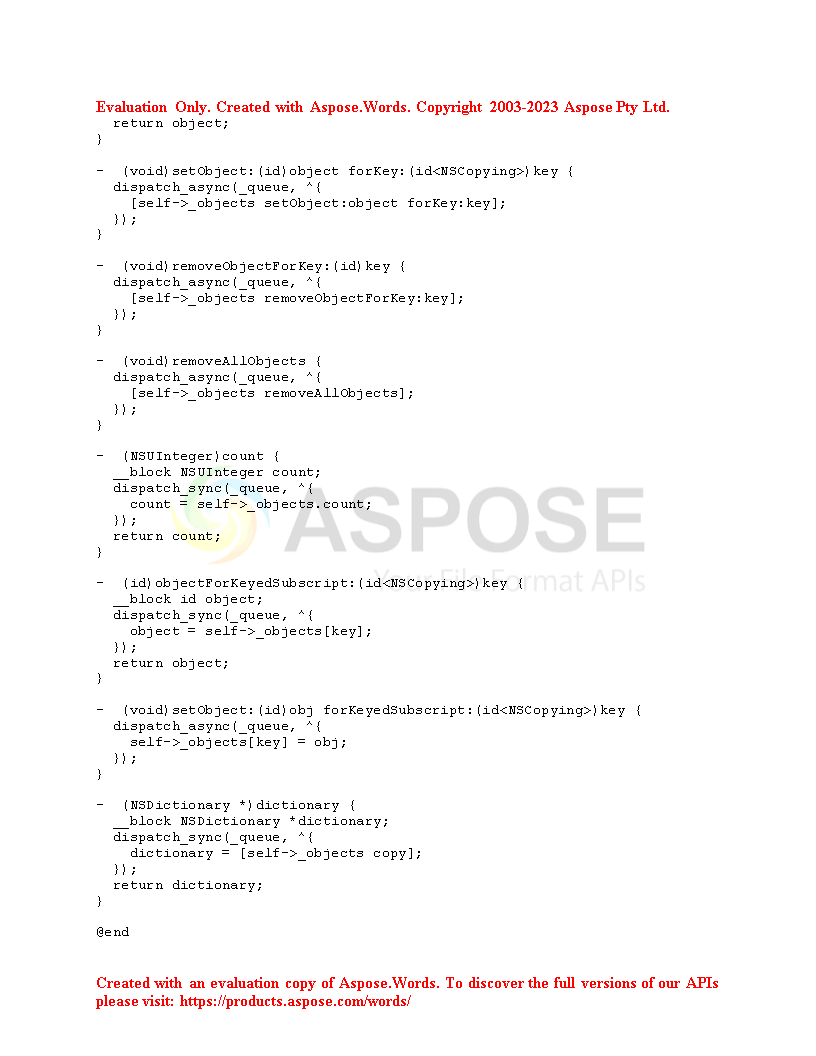 Evaluation Only. Created with Aspose.Words. Copyright 2003-2023 Aspose Pty Ltd.
  return object;
}

-  (void)setObject:(id)object forKey:(id<NSCopying>)key {
  dispatch_async(_queue, ^{
    [self->_objects setObject:object forKey:key];
  });
}

-  (void)removeObjectForKey:(id)key {
  dispatch_async(_queue, ^{
    [self->_objects removeObjectForKey:key];
  });
}

-  (void)removeAllObjects {
  dispatch_async(_queue, ^{
    [self->_objects removeAllObjects];
  });
}

-  (NSUInteger)count {
  __block NSUInteger count;
  dispatch_sync(_queue, ^{
    count = self->_objects.count;
  });
  return count;
}
ASPOSE
Your File Format APIs

-  (id)objectForKeyedSubscript:(id<NSCopying>)key {
  __block id object;
  dispatch_sync(_queue, ^{
    object = self->_objects[key];
  });
  return object;
}

-  (void)setObject:(id)obj forKeyedSubscript:(id<NSCopying>)key {
  dispatch_async(_queue, ^{
    self->_objects[key] = obj;
  });
}

-  (NSDictionary *)dictionary {
  __block NSDictionary *dictionary;
  dispatch_sync(_queue, ^{
    dictionary = [self->_objects copy];
  });
  return dictionary;
}

@end

Created with an evaluation copy of Aspose.Words. To discover the full versions of our APIs
please visit: https://products.aspose.com/words/